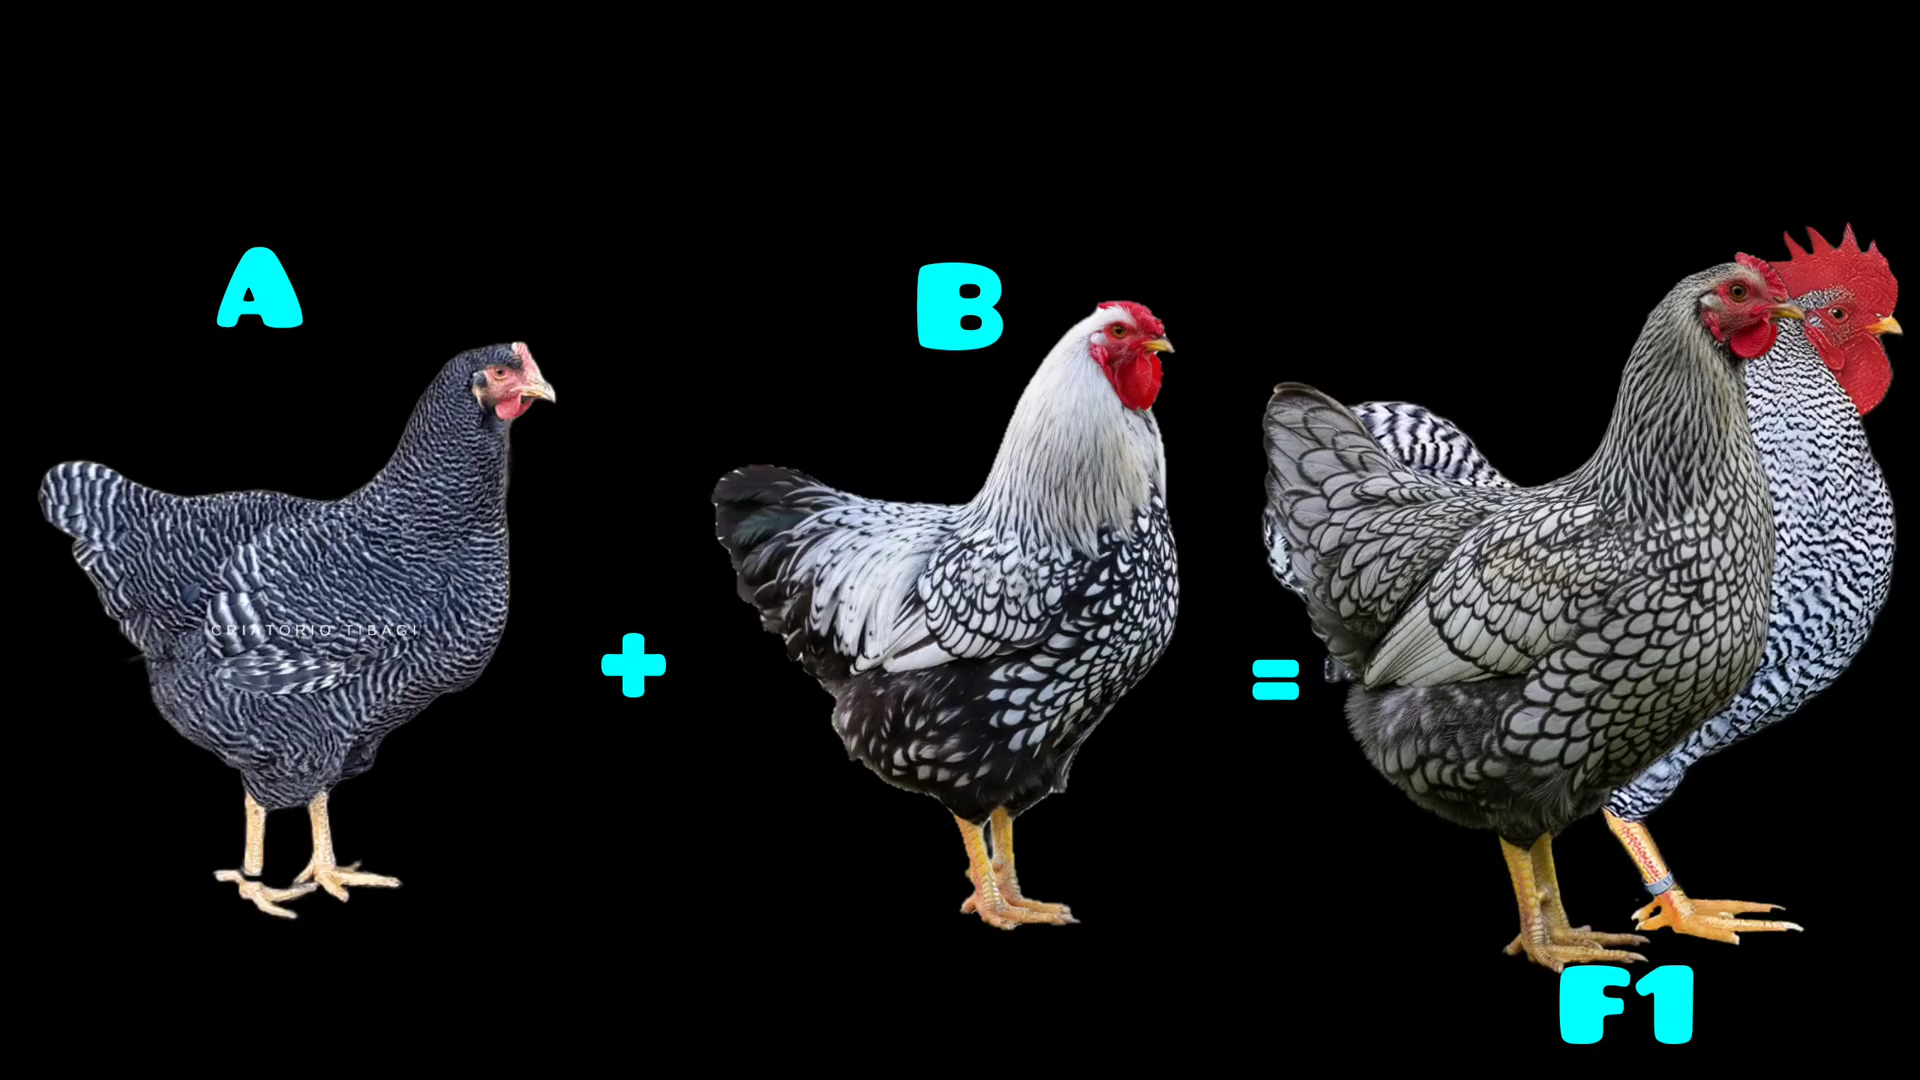 A
B
CRIATORIO TIBAGI
+
=
F1